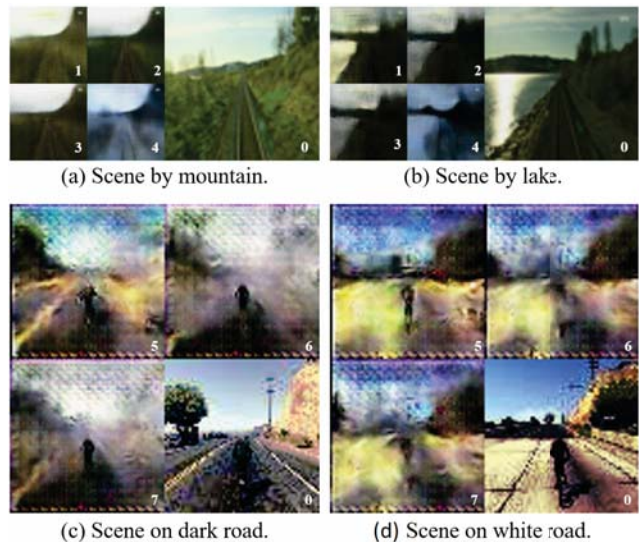 1 2
3 4 0
1 2
3 4 0
(a) Scene by mountain. (b) Scene by lake.
5 6 5 6
7 0 7 0
(c) Scene on dark road. (d) Scene on white road.